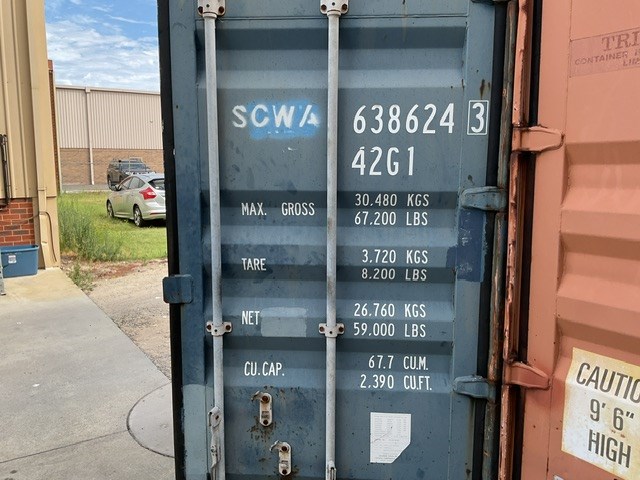 SCWA 638624 3
42G1
MAX. GROSS 30.480 KGS
67.200 LBS
TARE 3.720 KGS
8.200 LBS
NET 26.760 KGS
59.000 LBS
CU.CAP. 67.7 CU.M.
2.390 CU.FT.
CONTAINER
CAUTIO
9' 6"
HIGH